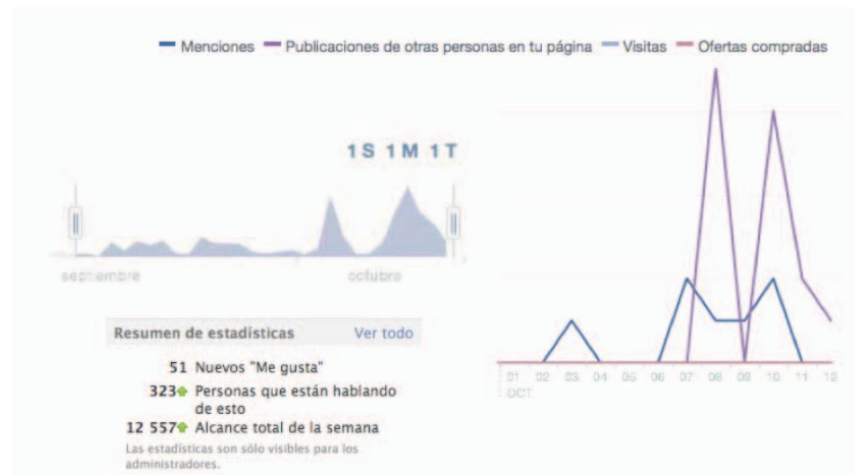 Menciones Publicaciones de otras personas en tu página Visitas Ofertas compradas
1S 1M 1T
septiembre octubre
Resumen de estadísticas Ver todo
51 Nuevos "Me gusta"
323 Personas que están hablando
de esto
12 557 Alcance total de la semana
Las estadísticas son sólo visibles para los
administradores.
01 02 03 04 05 06 07 08 09 10 11 12
OCT